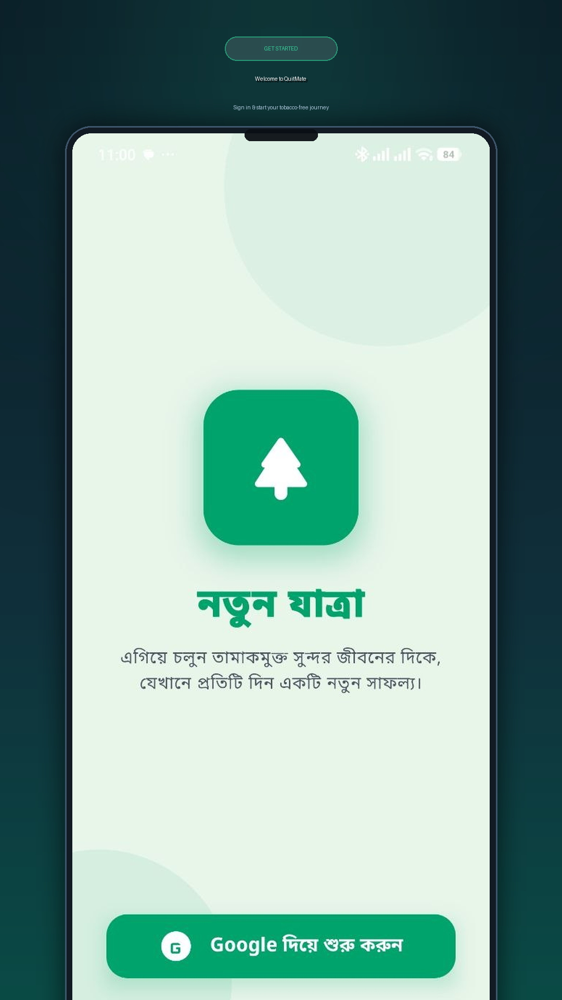 GET STARTED
Welcome to QuitMate
Sign in & start your tobacco-free journey
11:00
84
নতুন যাত্রা
এগিয়ে চলুন তামাকমুক্ত সুন্দর জীবনের দিকে,
যেখানে প্রতিটি দিন একটি নতুন সাফল্য।
G Google দিয়ে শুরু করুন